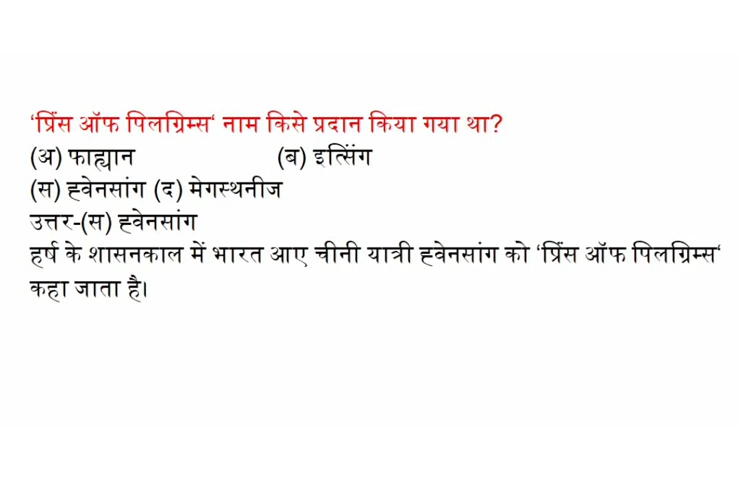 ‘प्रिंस ऑफ पिलग्रिम्स‘ नाम किसे प्रदान किया गया था?
(अ) फाह्यान (ब) इत्सिंग
(स) ह्वेनसांग (द) मेगस्थनीज
उत्तर-(स) ह्वेनसांग
हर्ष के शासनकाल में भारत आए चीनी यात्री ह्वेनसांग को ‘प्रिंस ऑफ पिलग्रिम्स‘
कहा जाता है।